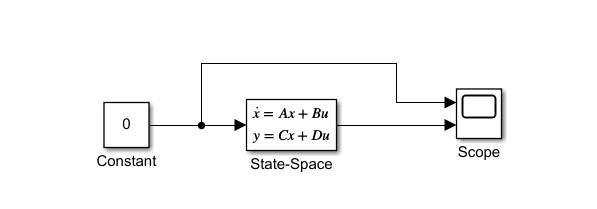 0
ẋ = Ax + Bu
y = Cx + Du
Constant
State-Space
Scope